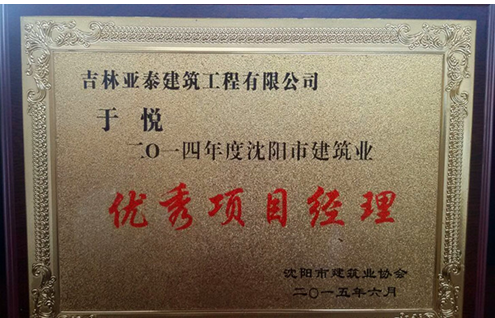 吉林亚泰建筑工程有限公司
于 悦
二O一四年度沈阳市建筑业
优秀项目经理
沈阳市建筑业协会
二〇一五年六月